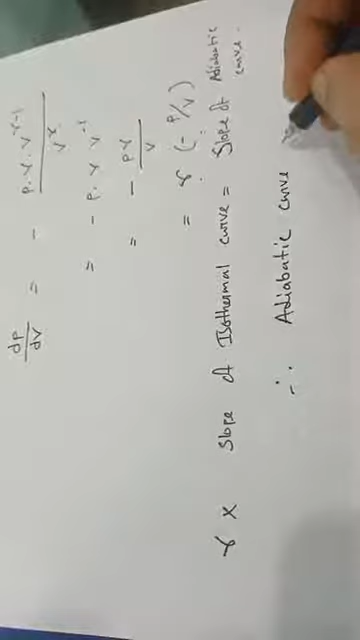 dP/dV = - P. γ. V^γ-1 / V^γ
= - P. γ V^-1
= - Pγ / V
= γ (- P/V)
γ × Slope of Isothermal curve = Slope of Adiabatic curve.
∴ Adiabatic curve